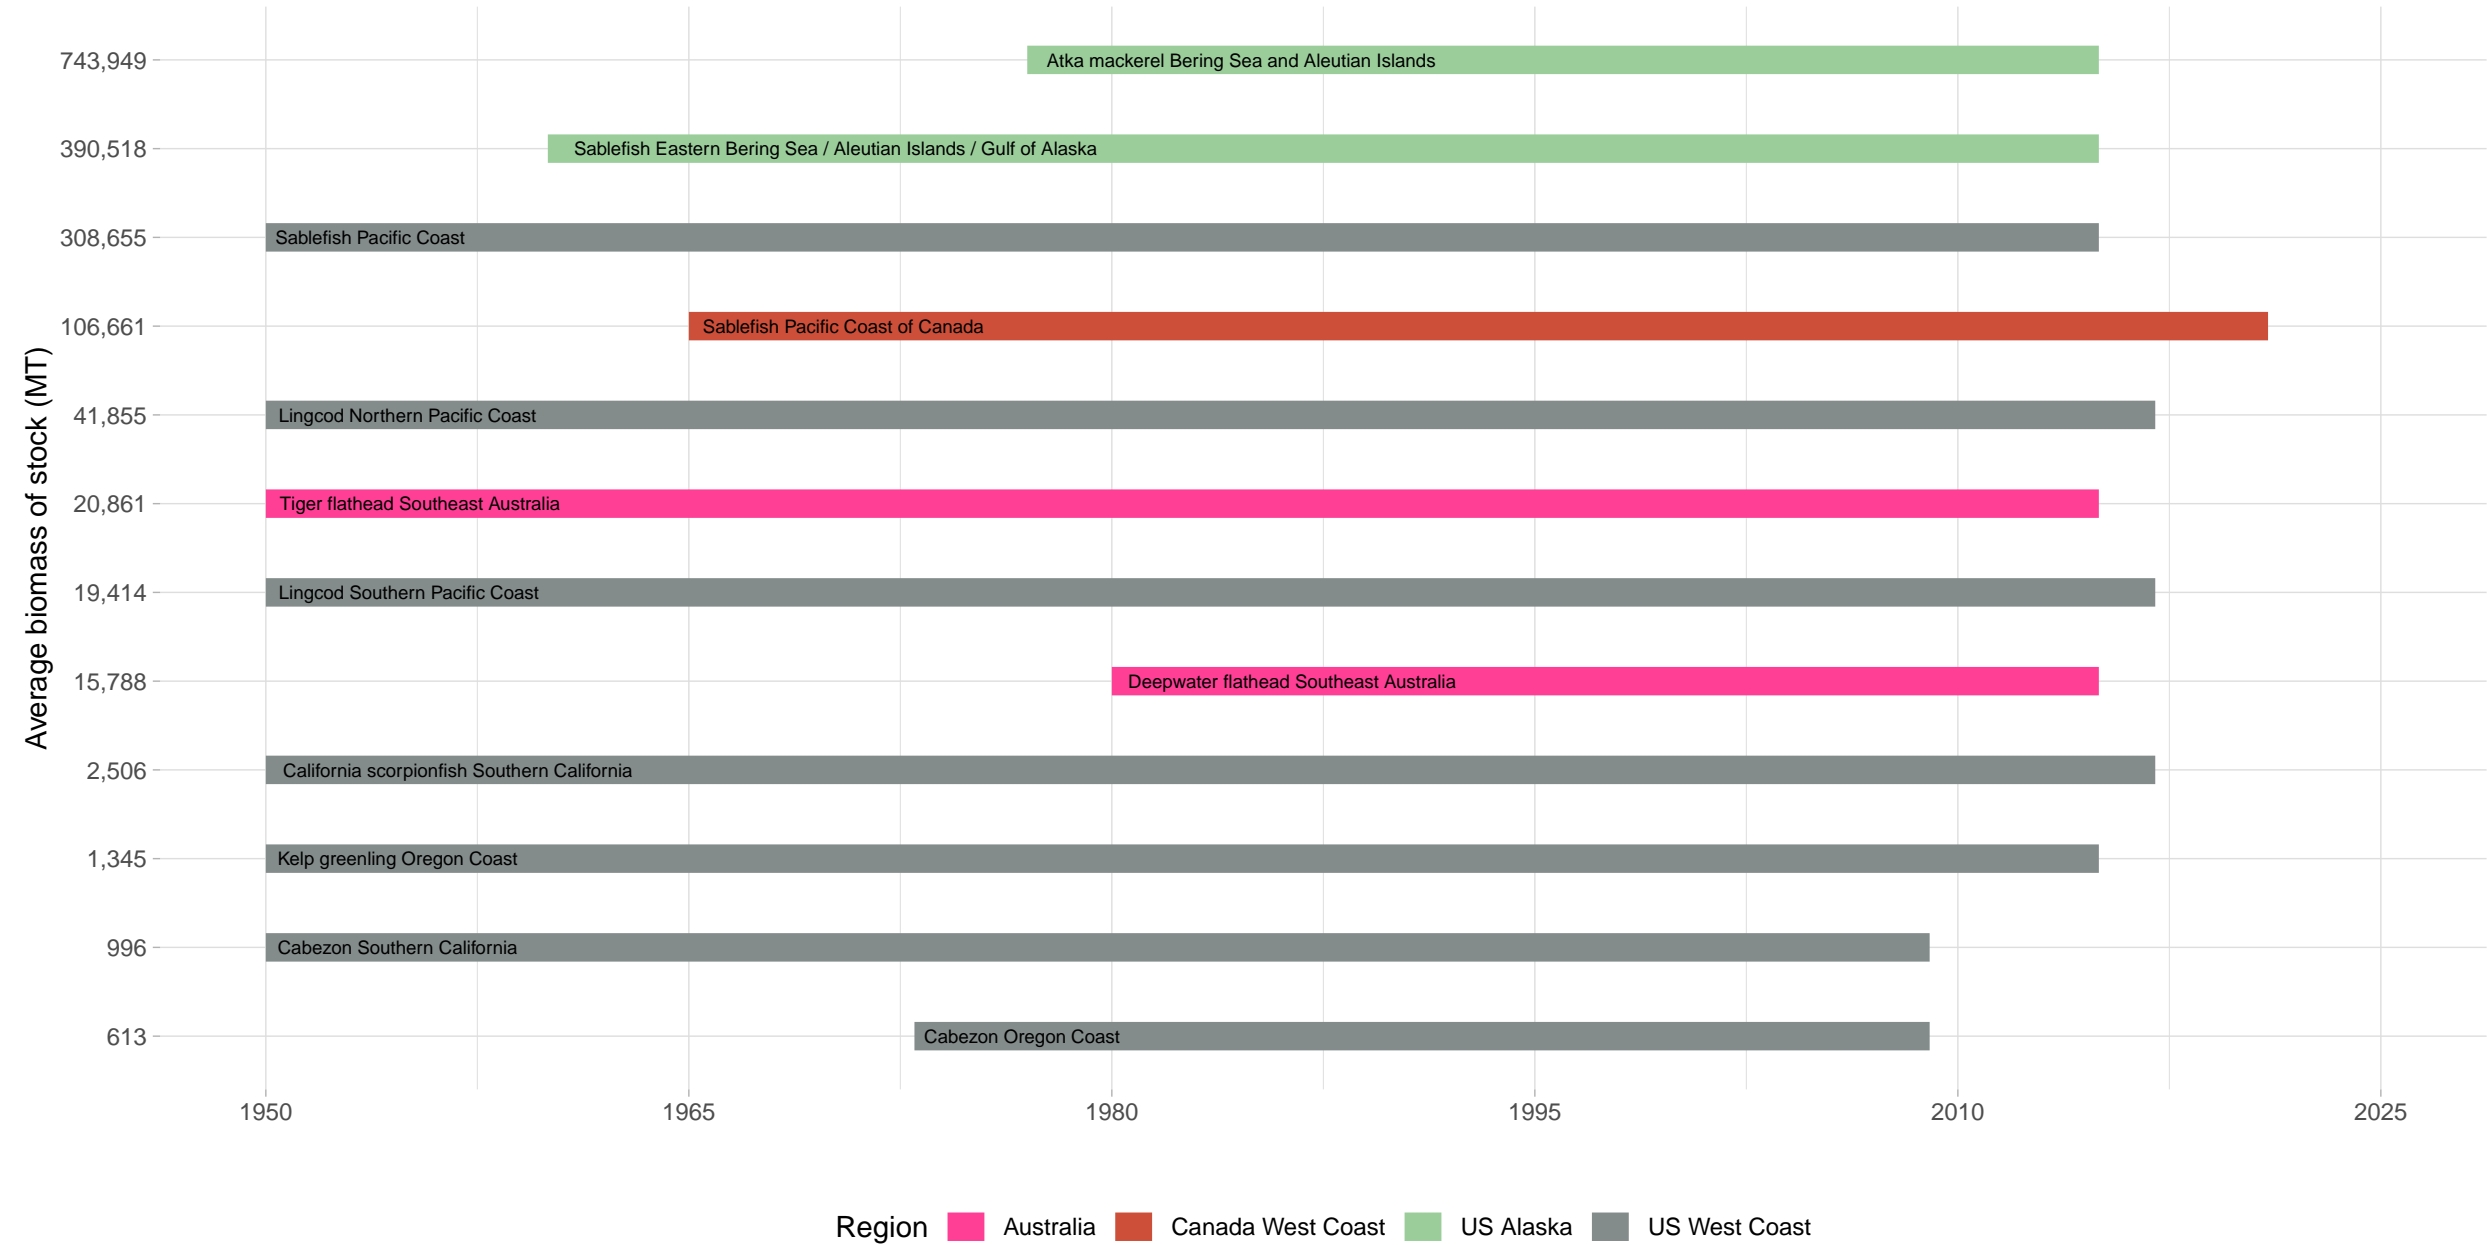 743,949
Atka mackerel Bering Sea and Aleutian Islands
390,518
Sablefish Eastern Bering Sea / Aleutian Islands / Gulf of Alaska
308,655
Sablefish Pacific Coast
106,661
Sablefish Pacific Coast of Canada
41,855
Lingcod Northern Pacific Coast
20,861
Tiger flathead Southeast Australia
19,414
Lingcod Southern Pacific Coast
15,788
Deepwater flathead Southeast Australia
2,506
California scorpionfish Southern California
1,345
Kelp greenling Oregon Coast
996
Cabezon Southern California
613
Cabezon Oregon Coast
Average biomass of stock (MT)
1950 1965 1980 1995 2010 2025
Region Australia Canada West Coast US Alaska US West Coast